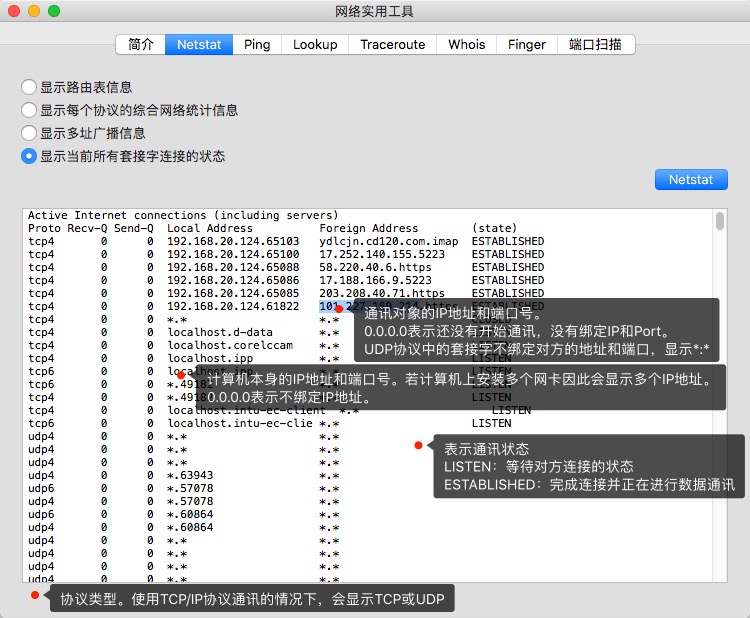 网络实用工具
简介 Netstat Ping Lookup Traceroute Whois Finger 端口扫描
显示路由表信息
显示每个协议的综合网络统计信息
显示多址广播信息
显示当前所有套接字连接的状态
Netstat
Active Internet connections (including servers)
Proto Recv-Q Send-Q Local Address Foreign Address (state)
tcp4 0 0 192.168.20.124.65103 ydlcjn.cd120.com.imap ESTABLISHED
tcp4 0 0 192.168.20.124.65100 17.252.140.155.5223 ESTABLISHED
tcp4 0 0 192.168.20.124.65088 58.220.40.6.https ESTABLISHED
tcp4 0 0 192.168.20.124.65086 17.188.166.9.5223 ESTABLISHED
tcp4 0 0 192.168.20.124.65085 203.208.40.71.https ESTABLISHED
tcp4 0 0 192.168.20.124.61822
tcp4 0 0 *.* *.*
tcp4 0 0 localhost.d-data *.*
tcp4 0 0 localhost.corelccam *.*
tcp4 0 0 localhost.ipp *.* LISTEN
tcp6 0 0 localhost.ipp
tcp6 0 0
tcp4 0 0
tcp4 0 0 localhost.intu-ec-client *.* LISTEN
tcp6 0 0 localhost.intu-ec-clie *.* LISTEN
udp4 0 0 *.* *.*
udp4 0 0 *.* *.*
udp4 0 0 *.* *.*
udp4 0 0 *.63943 *.*
udp6 0 0 *.57078 *.*
udp4 0 0 *.57078 *.*
udp6 0 0 *.60864 *.*
udp4 0 0 *.60864 *.*
udp4 0 0 *.* *.*
udp4 0 0 *.* *.*
udp4 0 0 *.* *.*
udp4 0 0 *.* *.*
通讯对象的IP地址和端口号。
0.0.0.0表示还没有开始通讯，没有绑定IP和Port。
UDP协议中的套接字不绑定对方的地址和端口，显示*:*
计算机本身的IP地址和端口号。若计算机上安装多个网卡因此会显示多个IP地址。
0.0.0.0表示不绑定IP地址。
表示通讯状态
LISTEN：等待对方连接的状态
ESTABLISHED：完成连接并正在进行数据通讯
协议类型。使用TCP/IP协议通讯的情况下，会显示TCP或UDP